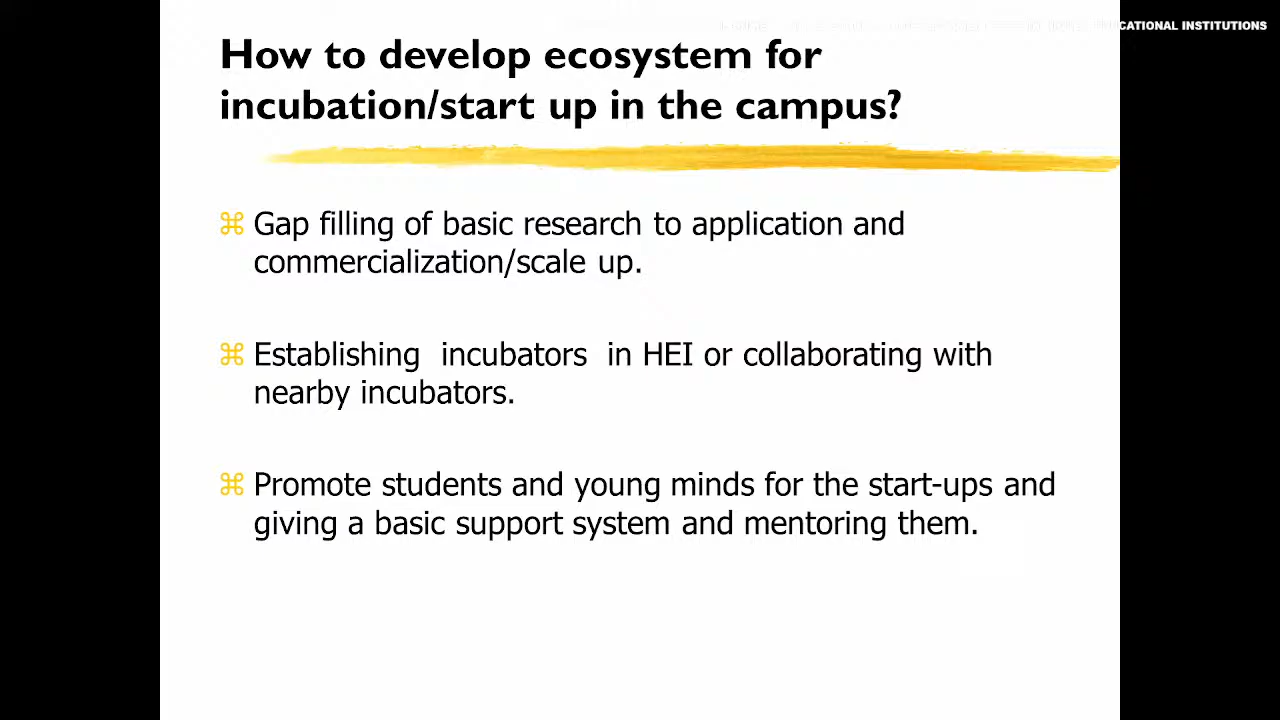 EDUCATIONAL INSTITUTIONS
How to develop ecosystem for
incubation/start up in the campus?
⌘ Gap filling of basic research to application and
commercialization/scale up.
⌘ Establishing incubators in HEI or collaborating with
nearby incubators.
⌘ Promote students and young minds for the start-ups and
giving a basic support system and mentoring them.